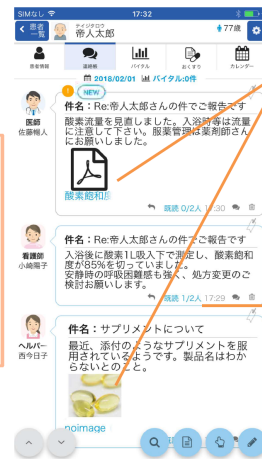 SIMなし
17:32
患者一覧
テイジタロウ
帝人太郎
77歳
患者情報
連絡帳
バイタル
おくすり
カレンダー
2018/02/01 バイタル:0件
NEW
件名：Re:帝人太郎さんの件でご報告です
医師
佐藤暢人
酸素流量を見直しました。入浴時等は流量
に注意して下さい。服薬管理は薬剤師さん
にお願いしました。
酸素飽和度
既読 0/2人 17:30
件名：Re:帝人太郎さんの件でご報告です
看護師
小崎陽子
入浴後に酸素1L吸入下で測定し、酸素飽和
度が85%を切っていました。
安静時の呼吸困難感も強く、処方変更のご
検討お願いします。
既読 1/2人 17:29
件名：サプリメントについて
ヘルパー
西今日子
最近、添付のようなサプリメントを服
用されているようです。製品名はわか
らないとのこと。
noimage